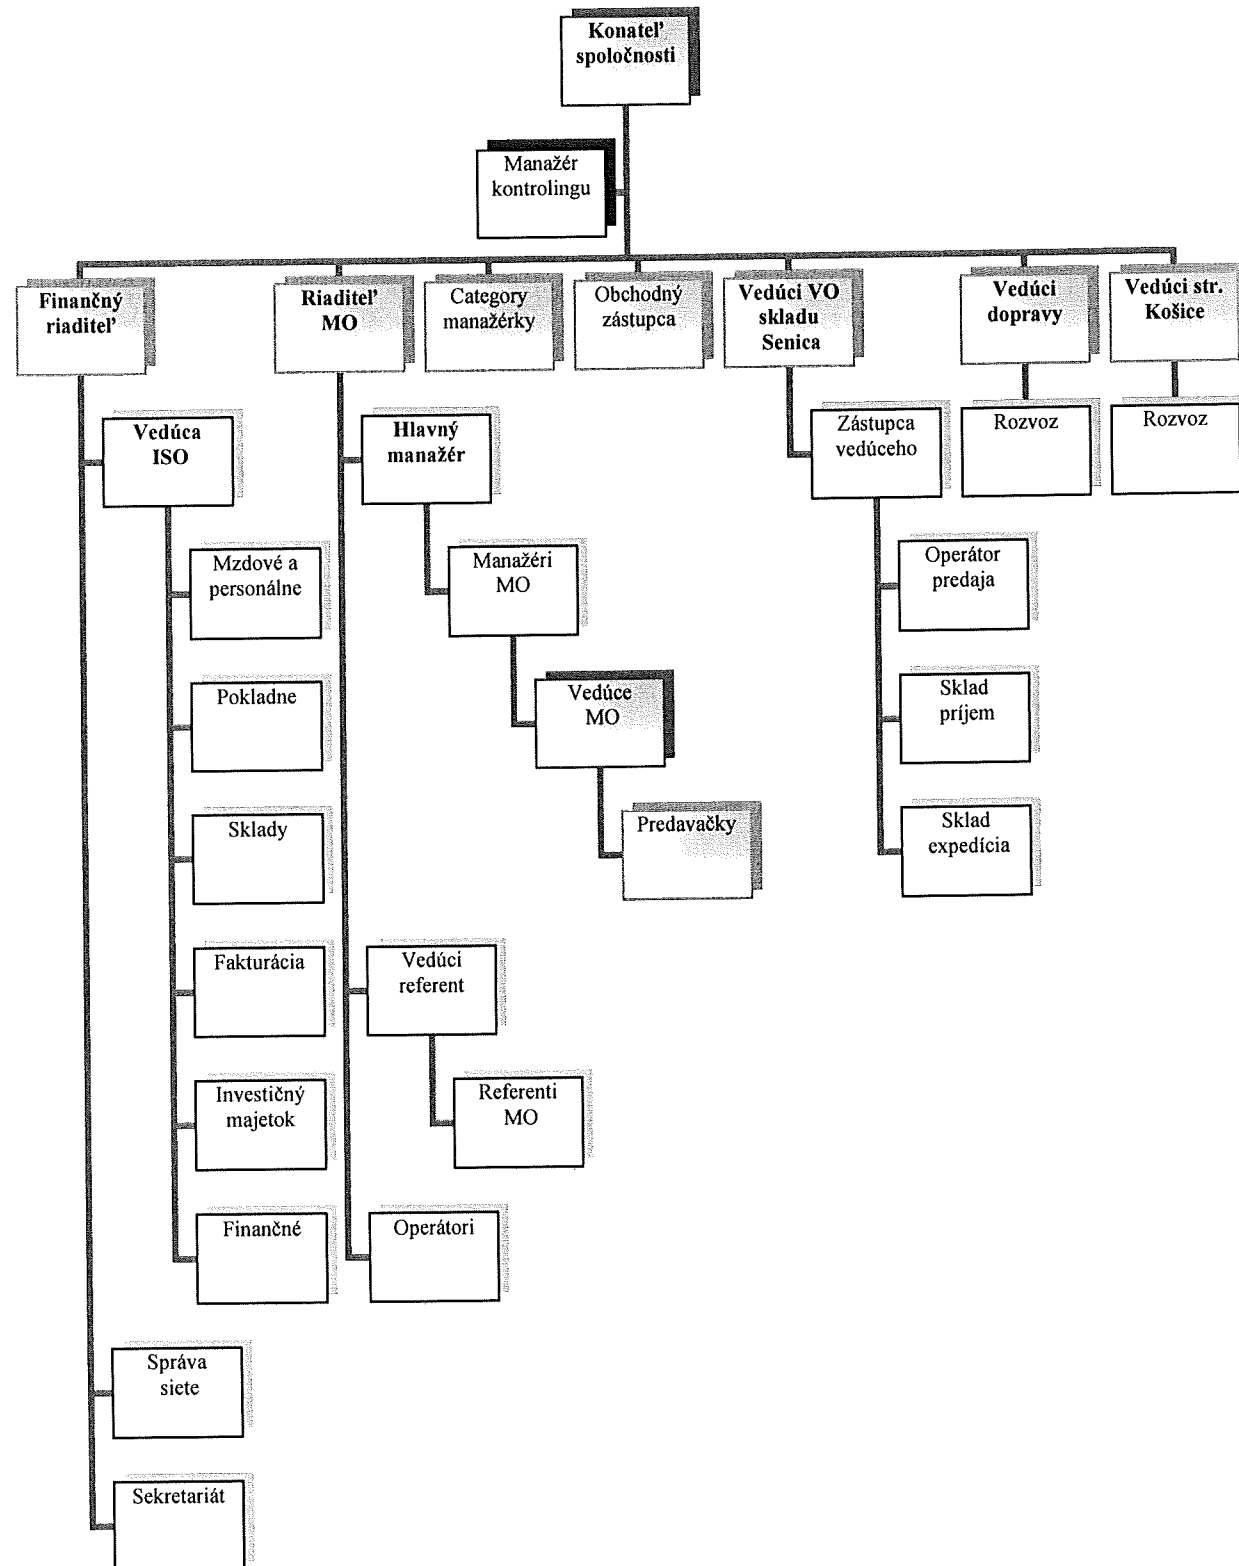 Konateľ
spoločnosti
Manažér
kontrolingu
Finančný
riaditeľ
Riaditeľ
MO
Category
manažérky
Obchodný
zástupca
Vedúci VO
skladu
Senica
Vedúci
dopravy
Vedúci str.
Košice
Vedúca
ISO
Hlavný
manažér
Zástupca
vedúceho
Rozvoz
Rozvoz
Mzdové a
personálne
Manažéri
MO
Operátor
predaja
Pokladne
Vedúce
MO
Sklad
príjem
Sklady
Predavačky
Sklad
expedícia
Fakturácia
Vedúci
referent
Investičný
majetok
Referenti
MO
Finančné
Operátori
Správa
siete
Sekretariát